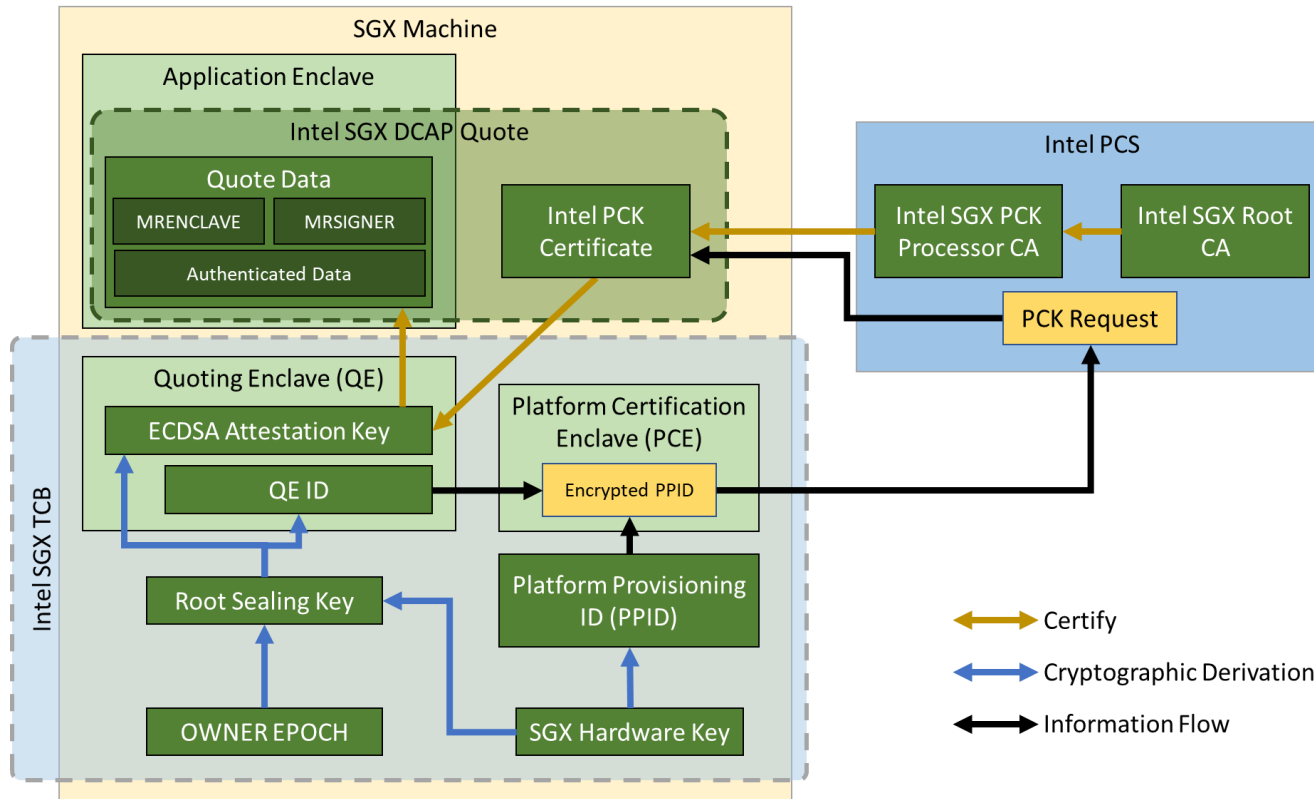 SGX Machine
Application Enclave
Intel SGX DCAP Quote
Quote Data
MRENCLAVE
MRSIGNER
Authenticated Data
Intel PCK
Certificate
Intel PCS
Intel SGX PCK
Processor CA
Intel SGX Root
CA
PCK Request
Intel SGX TCB
Quoting Enclave (QE)
ECDSA Attestation Key
QE ID
Platform Certification
Enclave (PCE)
Encrypted PPID
Root Sealing Key
Platform Provisioning
ID (PPID)
OWNER EPOCH
SGX Hardware Key
Certify
Cryptographic Derivation
Information Flow